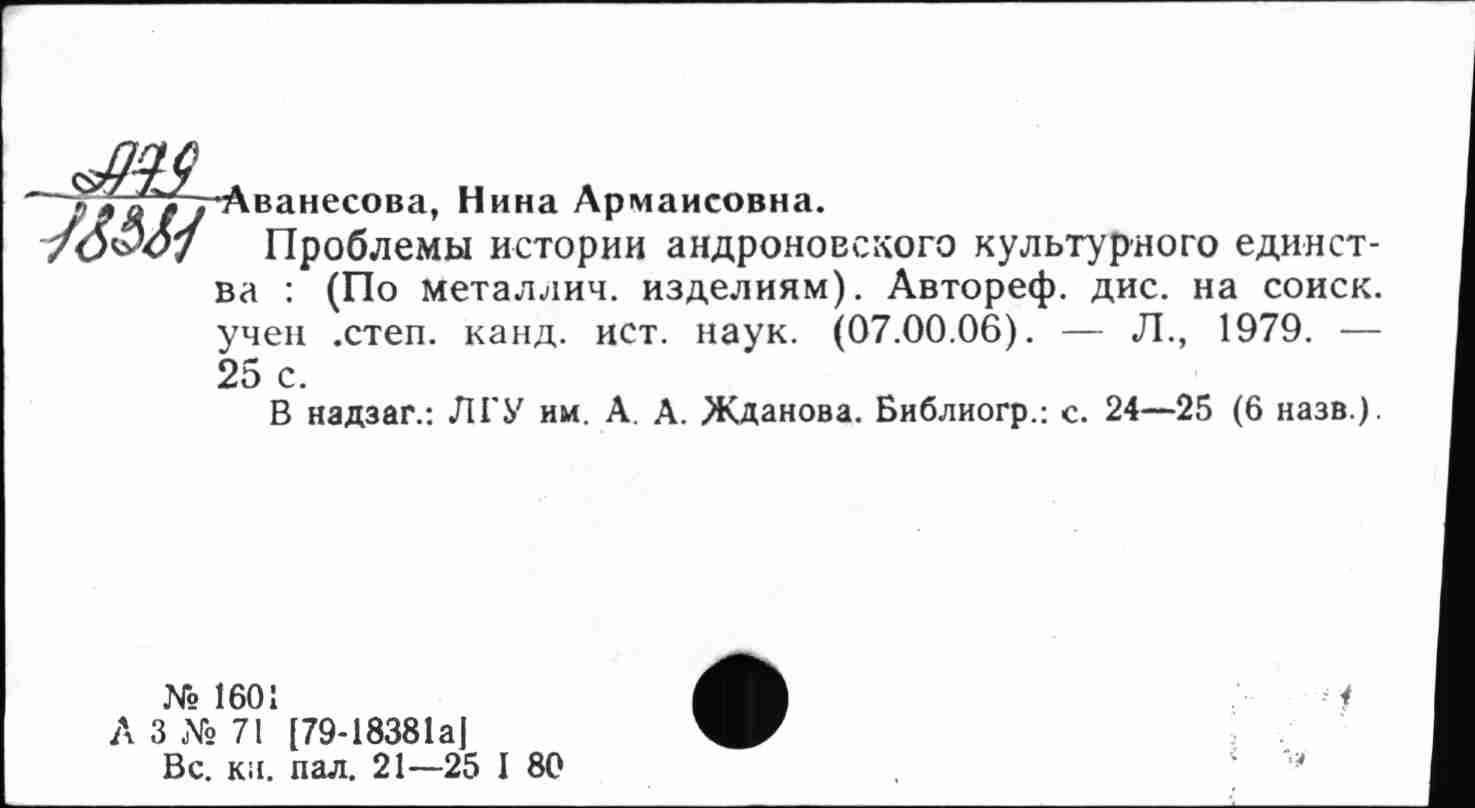 А79
18381
Аванесова, Нина Армаисовна.
Проблемы истории андроновского культурного единст-
ва : (По металлич. изделиям). Автореф. дис. на соиск.
учен .степ. канд. ист. наук. (07.00.06). — Л., 1979. —
25 с.
В надзаг.: ЛГУ им. А. А. Жданова. Библиогр.: с. 24—25 (6 назв.).
№ 1601
А 3 № 71 [79-18381а]
Вс. кн. пал. 21—25 I 80